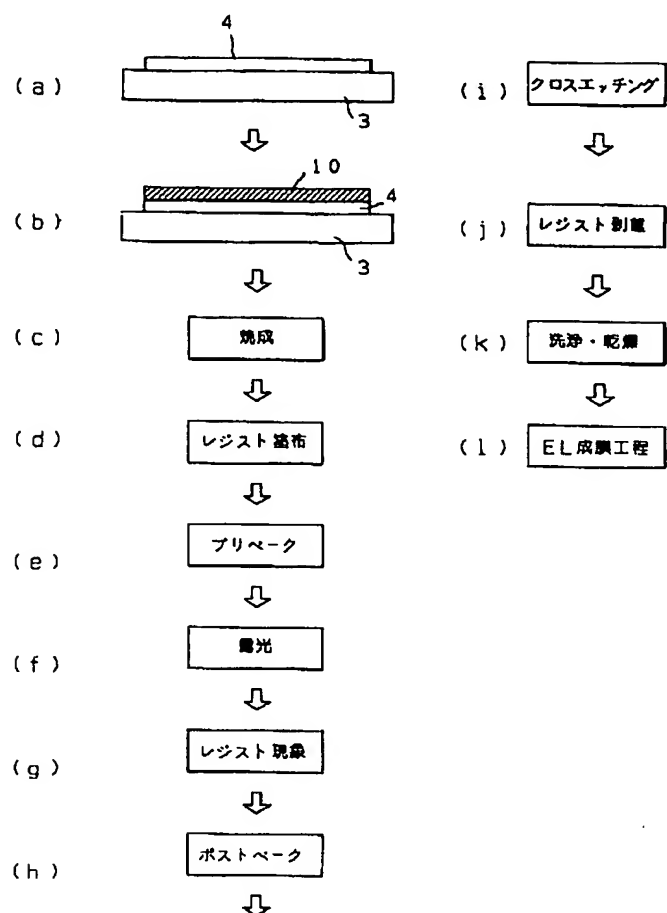 (a)
4
3
(b)
10
4
3
(c)
焼成
(d)
レジスト塗布
(e)
プリベーク
(f)
露光
(g)
レジスト現象
(h)
ポストベーク
(i)
クロスエッチング
(j)
レジスト剥離
(k)
洗浄・乾燥
(l)
EL成膜工程